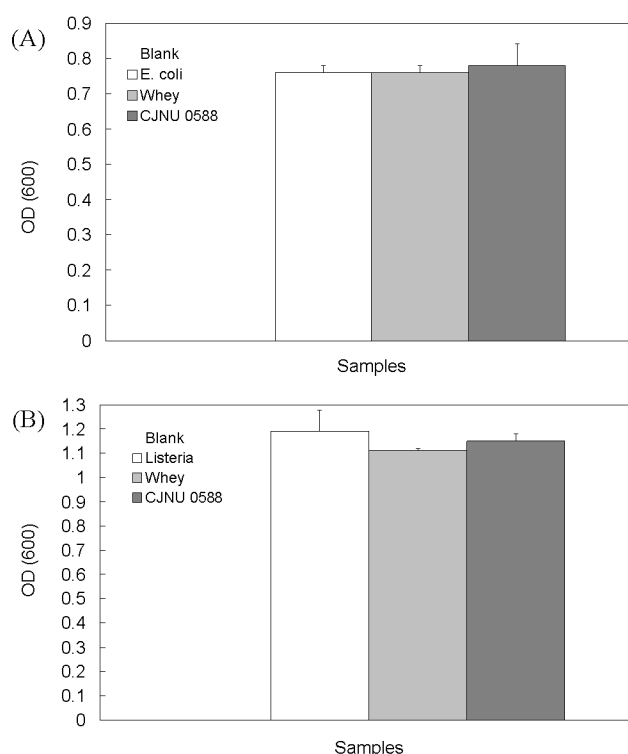 (A)
0.9
0.8
0.7
0.6
0.5
0.4
0.3
0.2
0.1
0
OD (600)
Blank
E. coli
Whey
CJNU 0588
Samples
(B)
1.3
1.2
1.1
1
0.9
0.8
0.7
0.6
0.5
0.4
0.3
0.2
0.1
0
OD (600)
Blank
Listeria
Whey
CJNU 0588
Samples